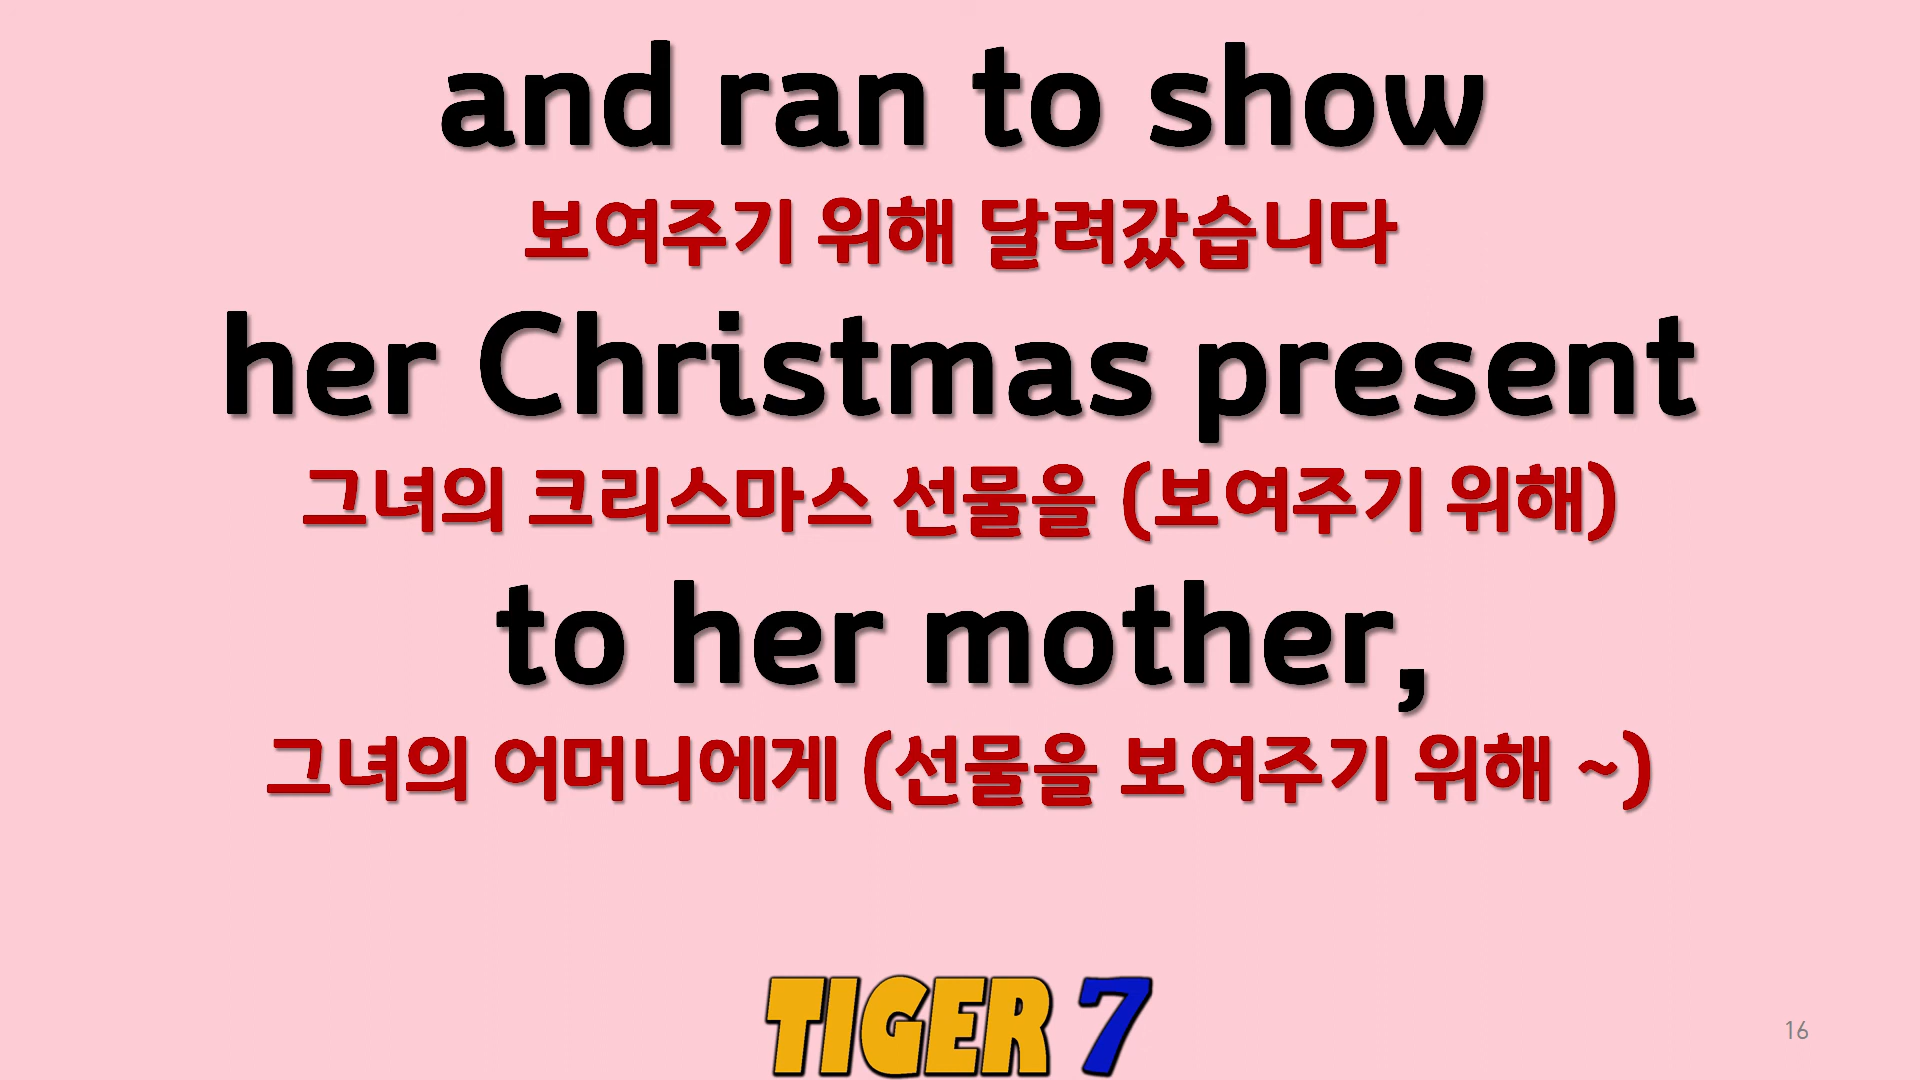 and ran to show
보여주기 위해 달려갔습니다
her Christmas present
그녀의 크리스마스 선물을 (보여주기 위해)
to her mother,
그녀의 어머니에게 (선물을 보여주기 위해 ~)
TIGER 7
16